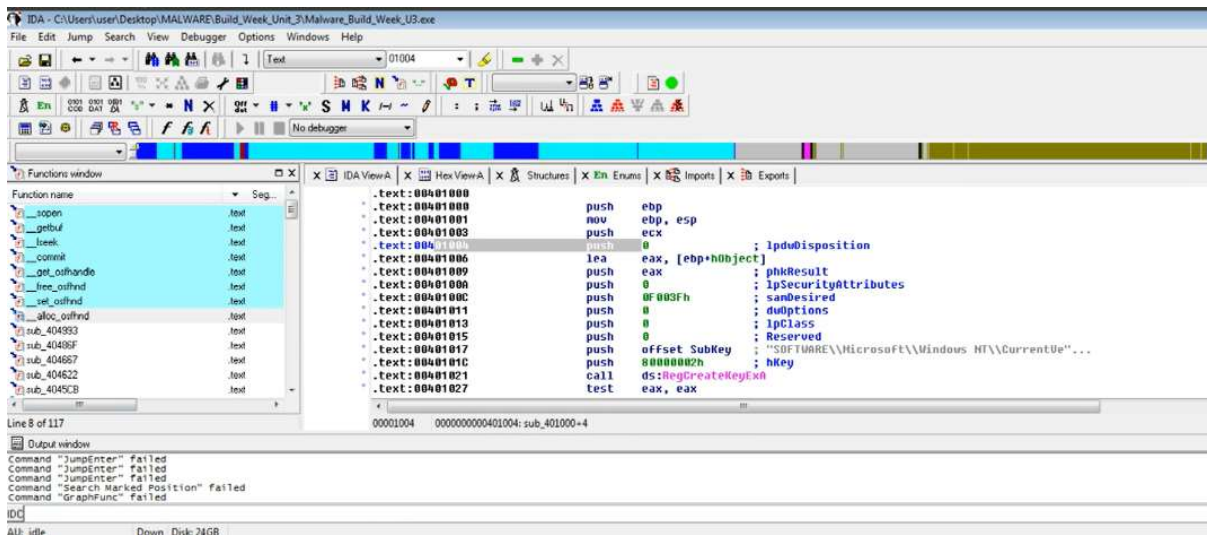 IDA - C:\Users\user\Desktop\MALWARE\Build_Week_Unit_3\Malware_Build_Week_U3.exe
File Edit Jump Search View Debugger Options Windows Help
Text 01004
En N X S M K N T
No debugger
Functions window
X IDA View-A X Hex View-A X Structures X En Enums X Imports X Exports
Function name Seg...
__sopen .text
__getbuf .text
__lseek .text
__commit .text
__get_osfhandle .text
__free_osfhnd .text
__set_osfhnd .text
__alloc_osfhnd .text
sub_404993 .text
sub_40486F .text
sub_404667 .text
sub_404622 .text
sub_4045CB .text
Line 8 of 117
.text:00401000
.text:00401000 push ebp
.text:00401001 mov ebp, esp
.text:00401003 push ecx
.text:00401004 push 0 ; lpdwDisposition
.text:00401006 lea eax, [ebp+hObject]
.text:00401009 push eax ; phkResult
.text:0040100A push 0 ; lpSecurityAttributes
.text:0040100C push 0F003Fh ; samDesired
.text:00401011 push 0 ; dwOptions
.text:00401013 push 0 ; lpClass
.text:00401015 push 0 ; Reserved
.text:00401017 push offset SubKey ; "SOFTWARE\\Microsoft\\Windows NT\\CurrentVe"...
.text:0040101C push 80000002h ; hKey
.text:00401021 call ds:RegCreateKeyExA
.text:00401027 test eax, eax
00001004 0000000000401004: sub_401000+4
Output window
Command "JumpEnter" failed
Command "JumpEnter" failed
Command "JumpEnter" failed
Command "Search Marked Position" failed
Command "GraphFunc" failed
IDC
AU: idle Down Disk: 24GB